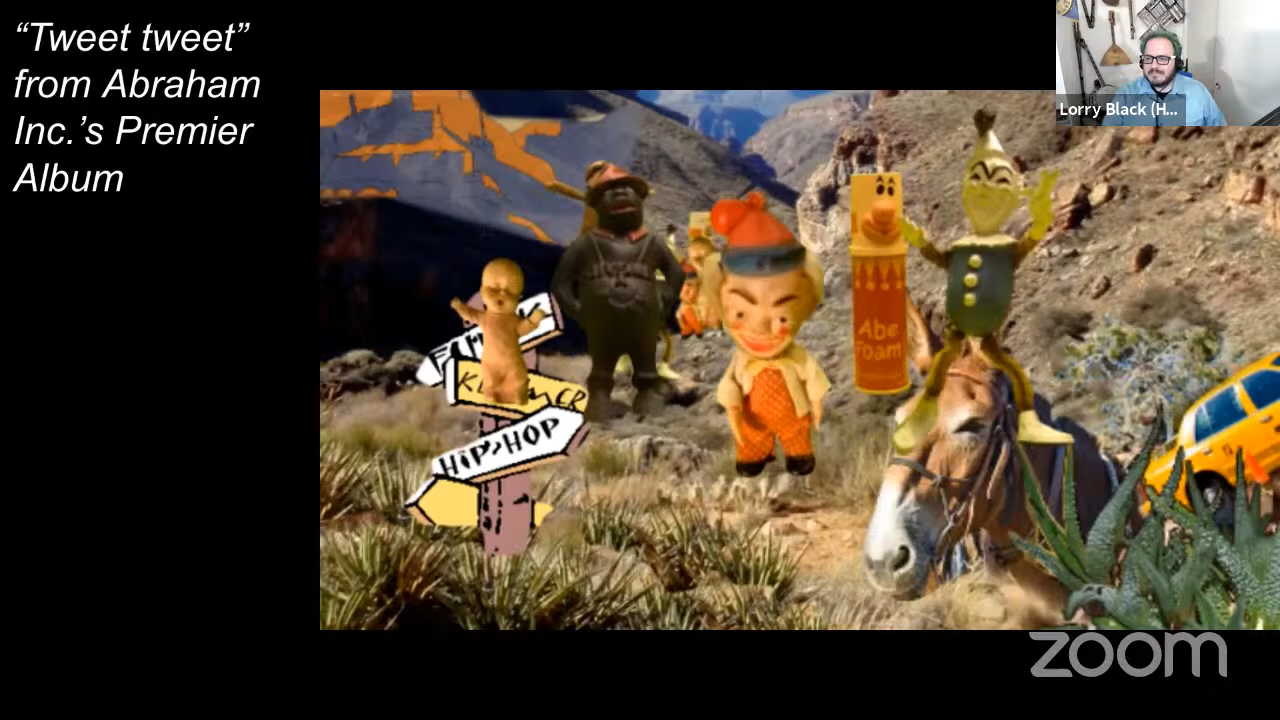 “Tweet tweet”
from Abraham
Inc.’s Premier
Album
Lorry Black (H...
Abe
Foam
HIP-HOP
zoom